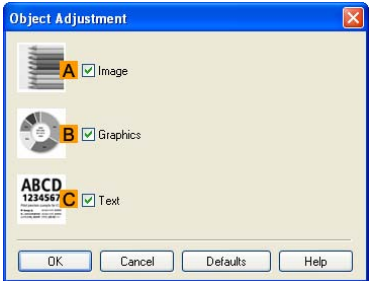 Object Adjustment
A Image
B Graphics
ABCD
1234567
C Text
OK Cancel Defaults Help